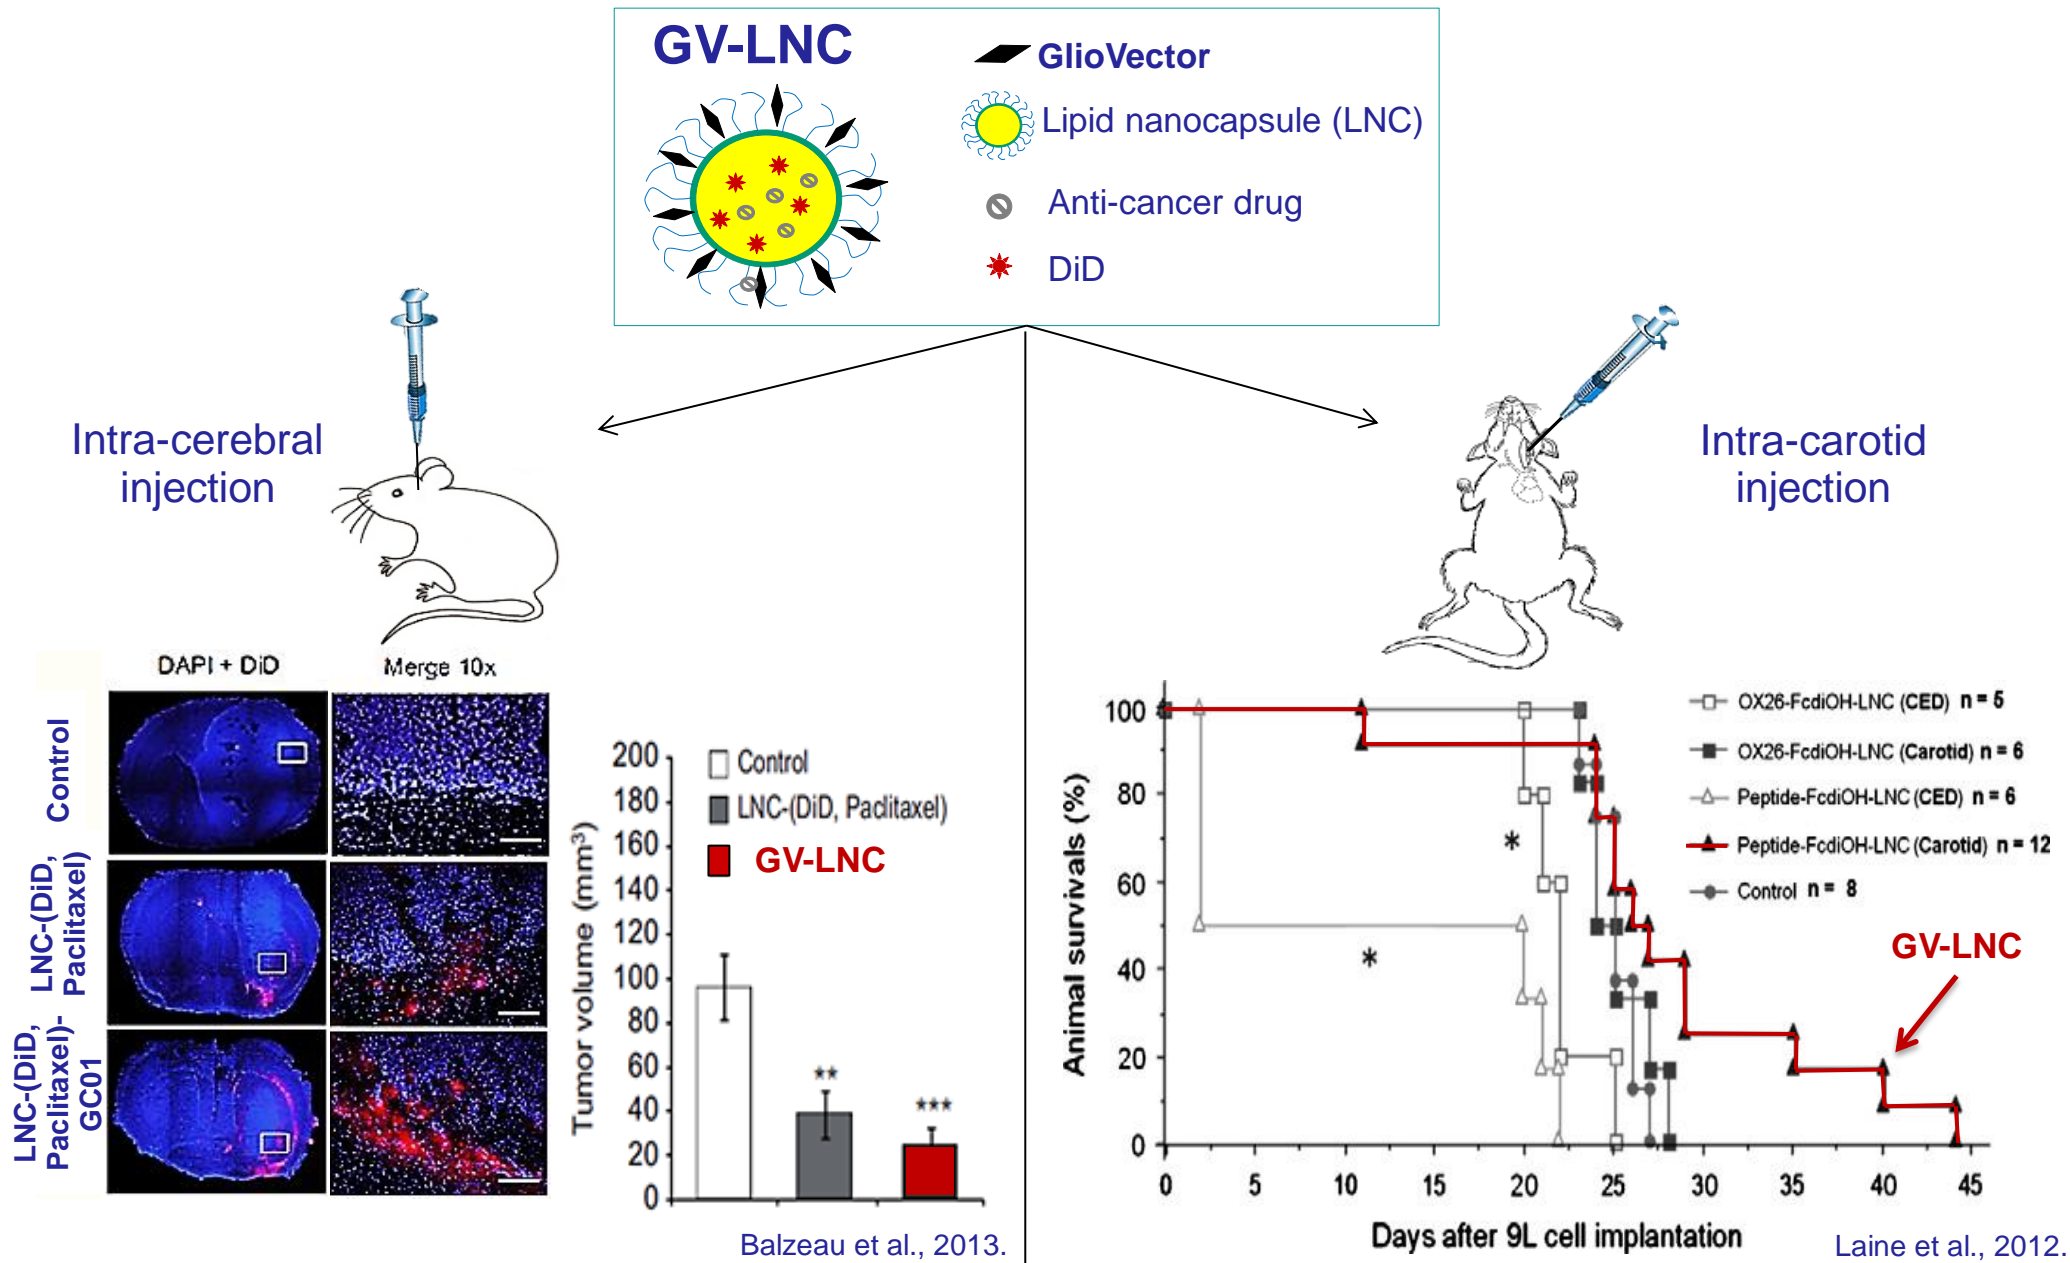 GV-LNC
GlioVector
Lipid nanocapsule (LNC)
Anti-cancer drug
DiD
Intra-cerebral
injection
Intra-carotid
injection
DAPI + DiD
Merge 10x
Control
LNC-(DiD,
Paclitaxel)
LNC-(DiD,
Paclitaxel)-
GC01
Tumor volume (mm³)
200
180
160
140
120
100
80
60
40
20
0
Control
LNC-(DiD, Paclitaxel)
GV-LNC
**
***
Balzeau et al., 2013.
Animal survivals (%)
100
80
60
40
20
0
*
*
OX26-FcdiOH-LNC (CED) n = 5
OX26-FcdiOH-LNC (Carotid) n = 6
Peptide-FcdiOH-LNC (CED) n = 6
Peptide-FcdiOH-LNC (Carotid) n = 12
Control n = 8
GV-LNC
0 5 10 15 20 25 30 35 40 45
Days after 9L cell implantation
Laine et al., 2012.